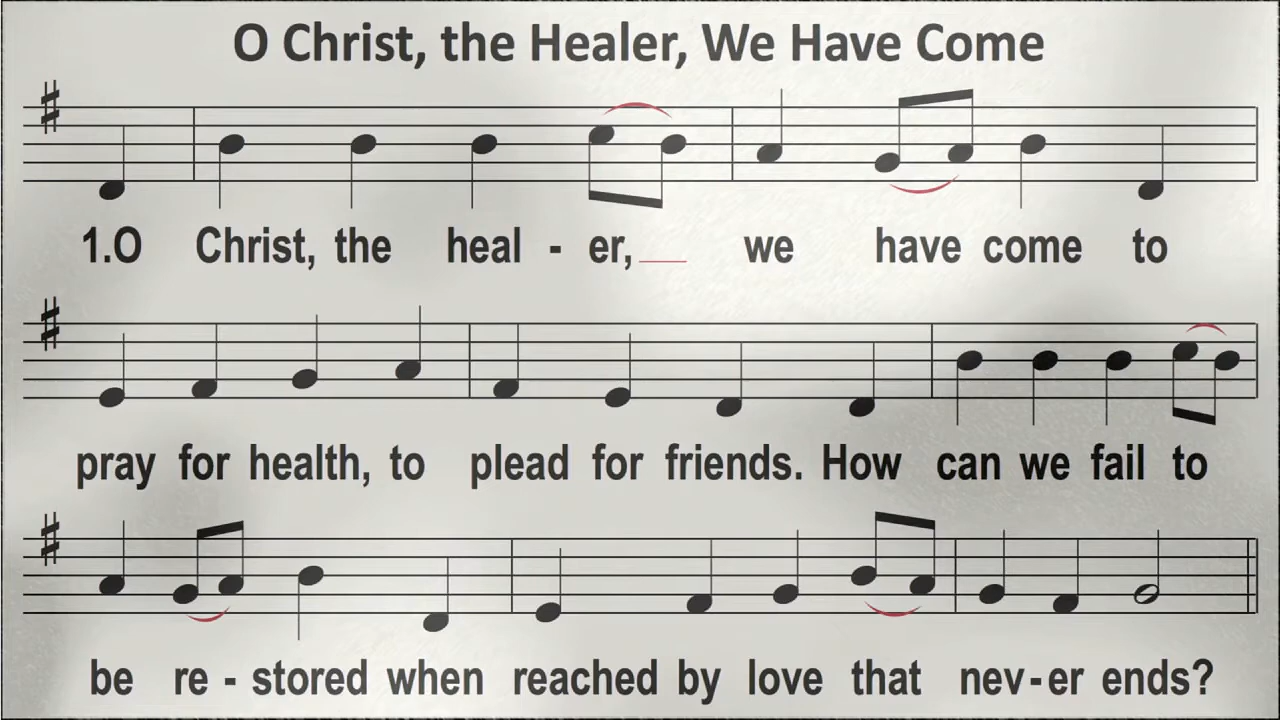 O Christ, the Healer, We Have Come
1.O Christ, the heal - er,__ we have come to
pray for health, to plead for friends. How can we fail to
be re - stored when reached by love that nev - er ends?